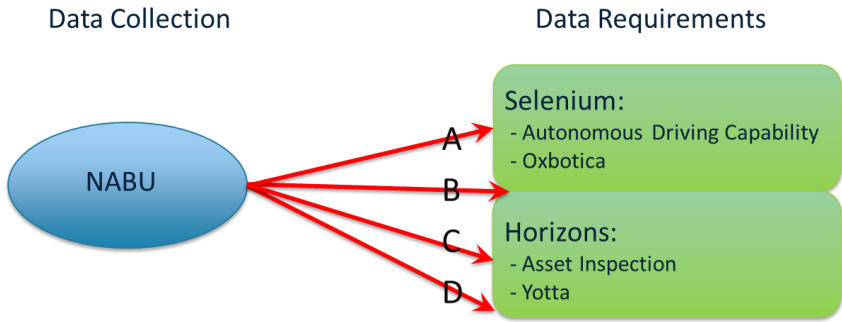 Data Collection
Data Requirements
NABU
A
B
C
D
Selenium:
- Autonomous Driving Capability
- Oxbotica
Horizons:
- Asset Inspection
- Yotta